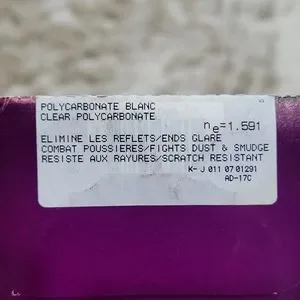 POLYCARBONATE BLANC
CLEAR POLYCARBONATE
ne=1.591
ELIMINE LES REFLETS/ENDS GLARE
COMBAT POUSSIERES/FIGHTS DUST & SMUDGE
RESISTE AUX RAYURES/SCRATCH RESISTANT
K- J 011 07 01291
AD-17C